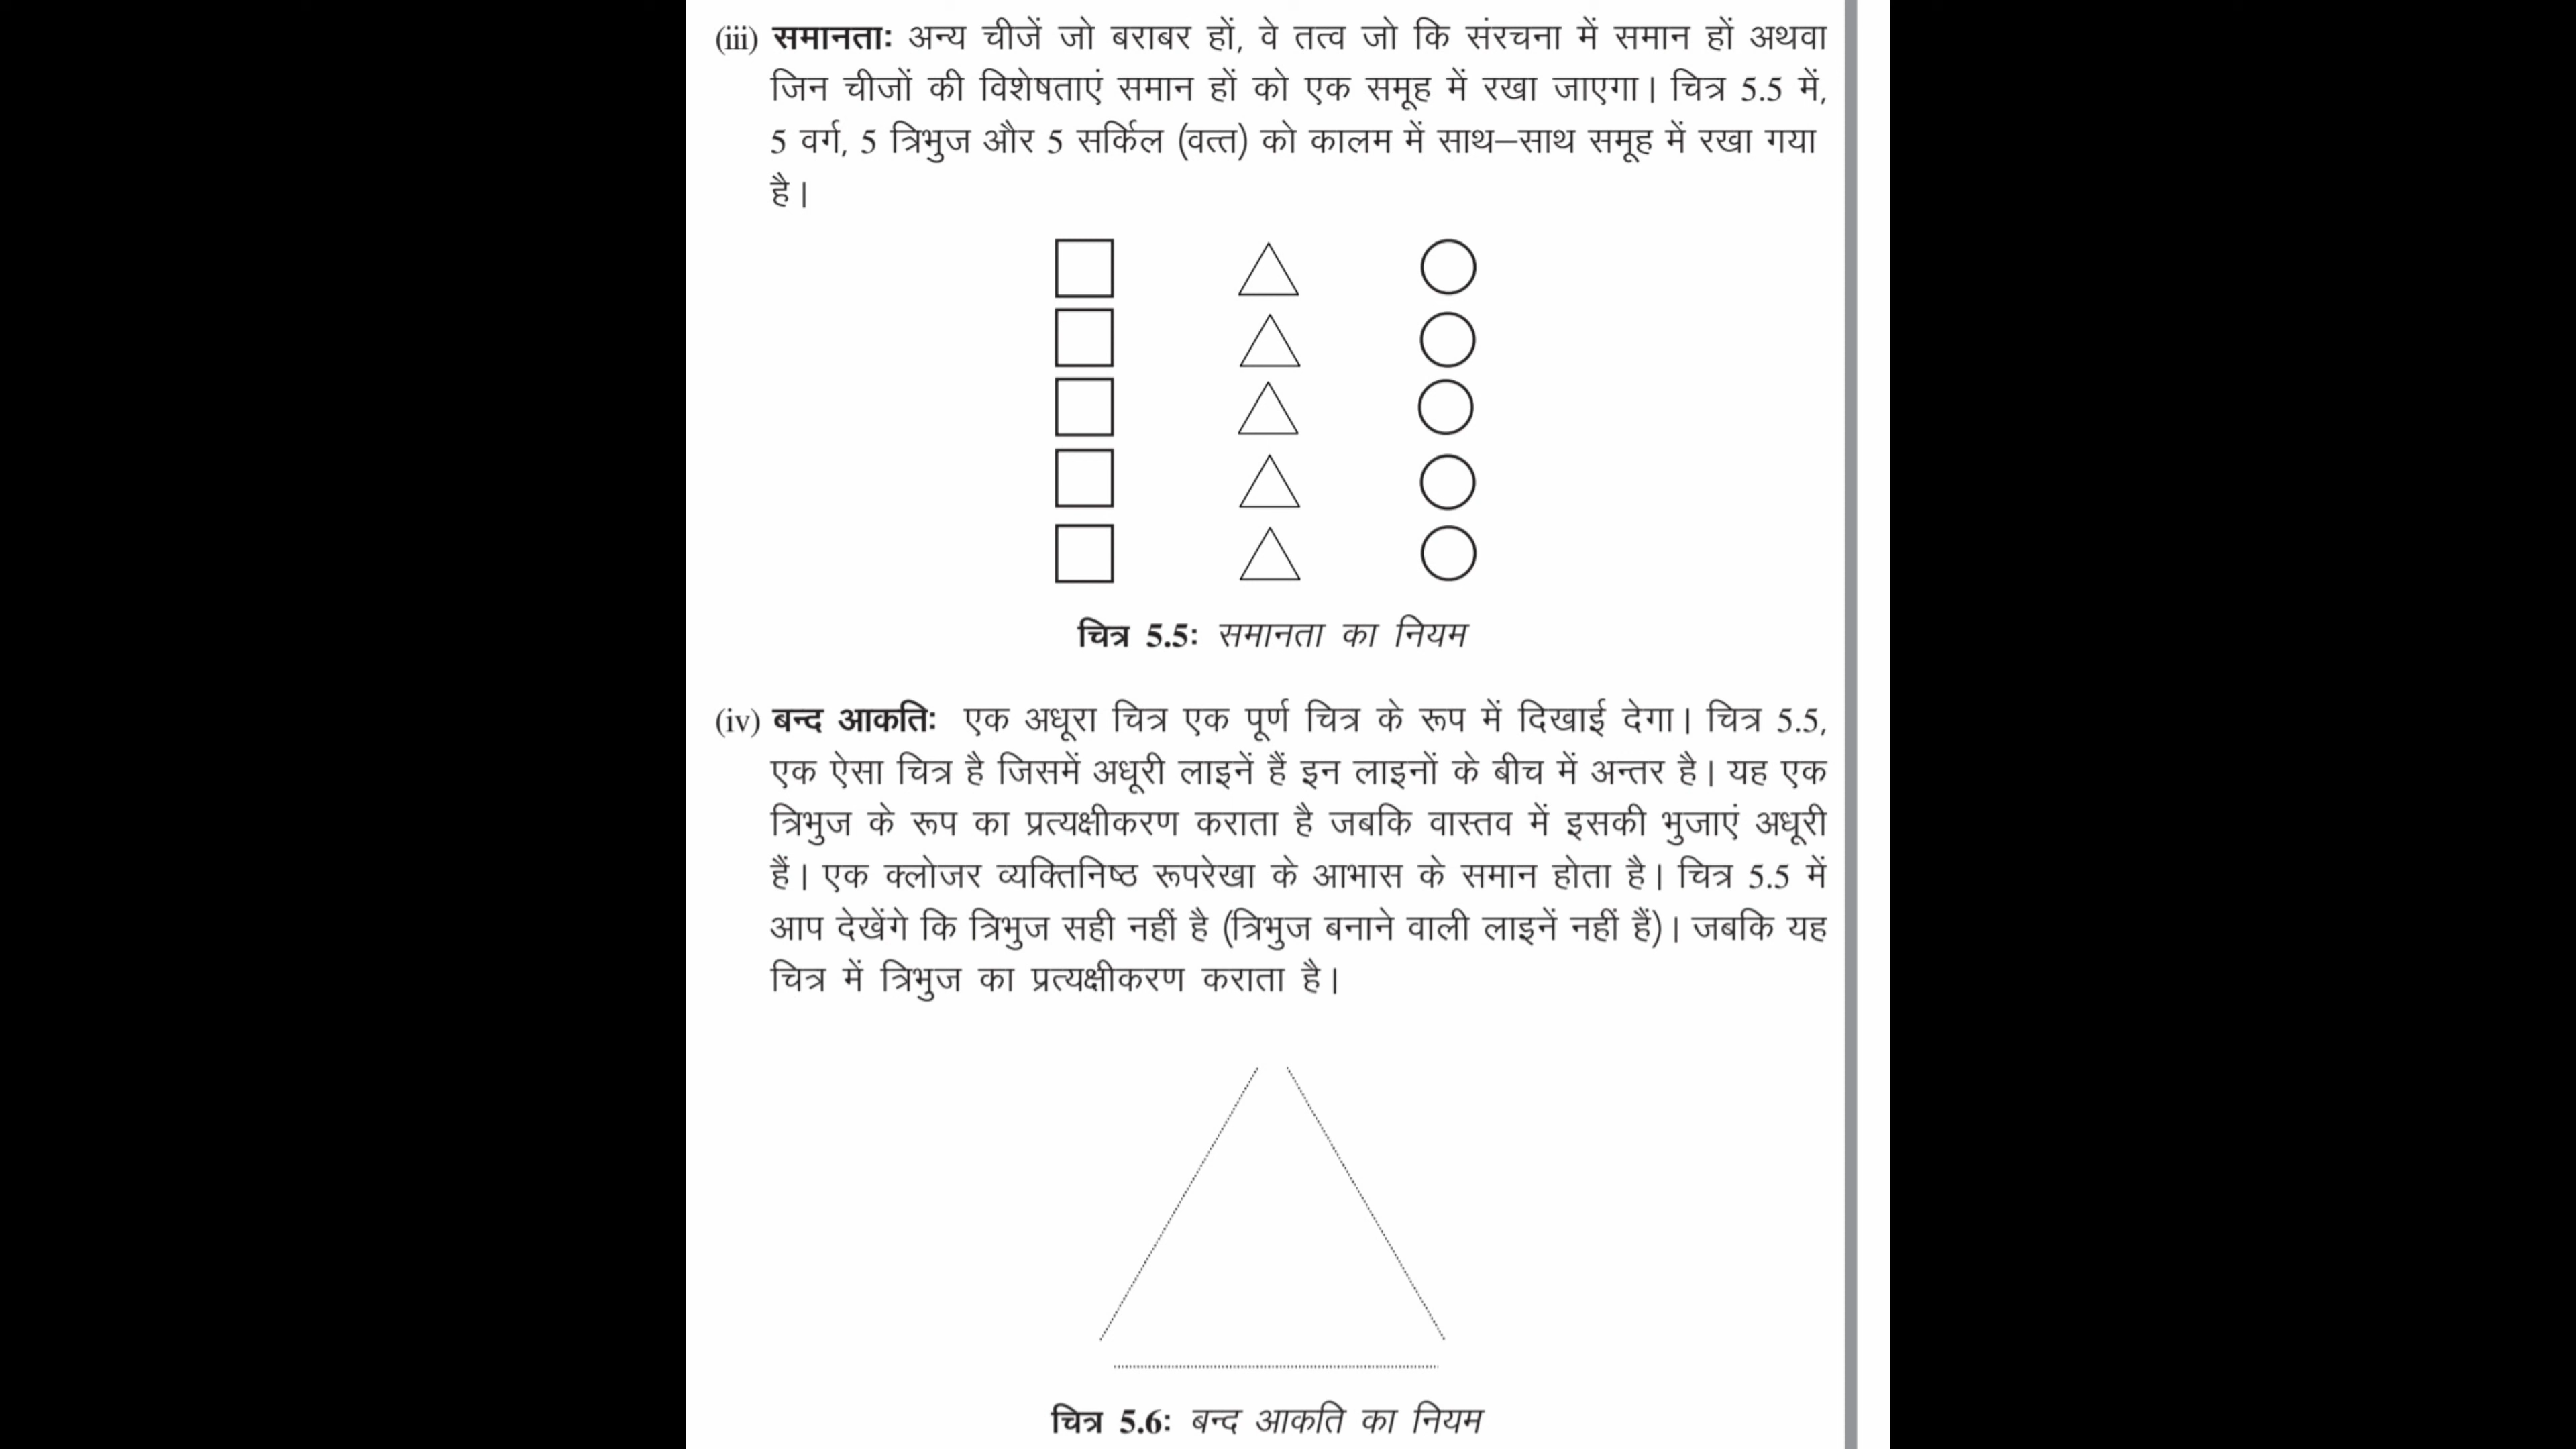 (iii) समानताः अन्य चीजें जो बराबर हों, वे तत्व जो कि संरचना में समान हों अथवा
जिन चीजों की विशेषताएं समान हों को एक समूह में रखा जाएगा। चित्र 5.5 में,
5 वर्ग, 5 त्रिभुज और 5 सर्किल (वत्त) को कालम में साथ–साथ समूह में रखा गया
है।
चित्र 5.5ः समानता का नियम
(iv) बन्द आकतिः एक अधूरा चित्र एक पूर्ण चित्र के रूप में दिखाई देगा। चित्र 5.5,
एक ऐसा चित्र है जिसमें अधूरी लाइनें हैं इन लाइनों के बीच में अन्तर है। यह एक
त्रिभुज के रूप का प्रत्यक्षीकरण कराता है जबकि वास्तव में इसकी भुजाएं अधूरी
हैं। एक क्लोजर व्यक्तिनिष्ठ रूपरेखा के आभास के समान होता है। चित्र 5.5 में
आप देखेंगे कि त्रिभुज सही नहीं है (त्रिभुज बनाने वाली लाइनें नहीं हैं)। जबकि यह
चित्र में त्रिभुज का प्रत्यक्षीकरण कराता है।
चित्र 5.6ः बन्द आकति का नियम